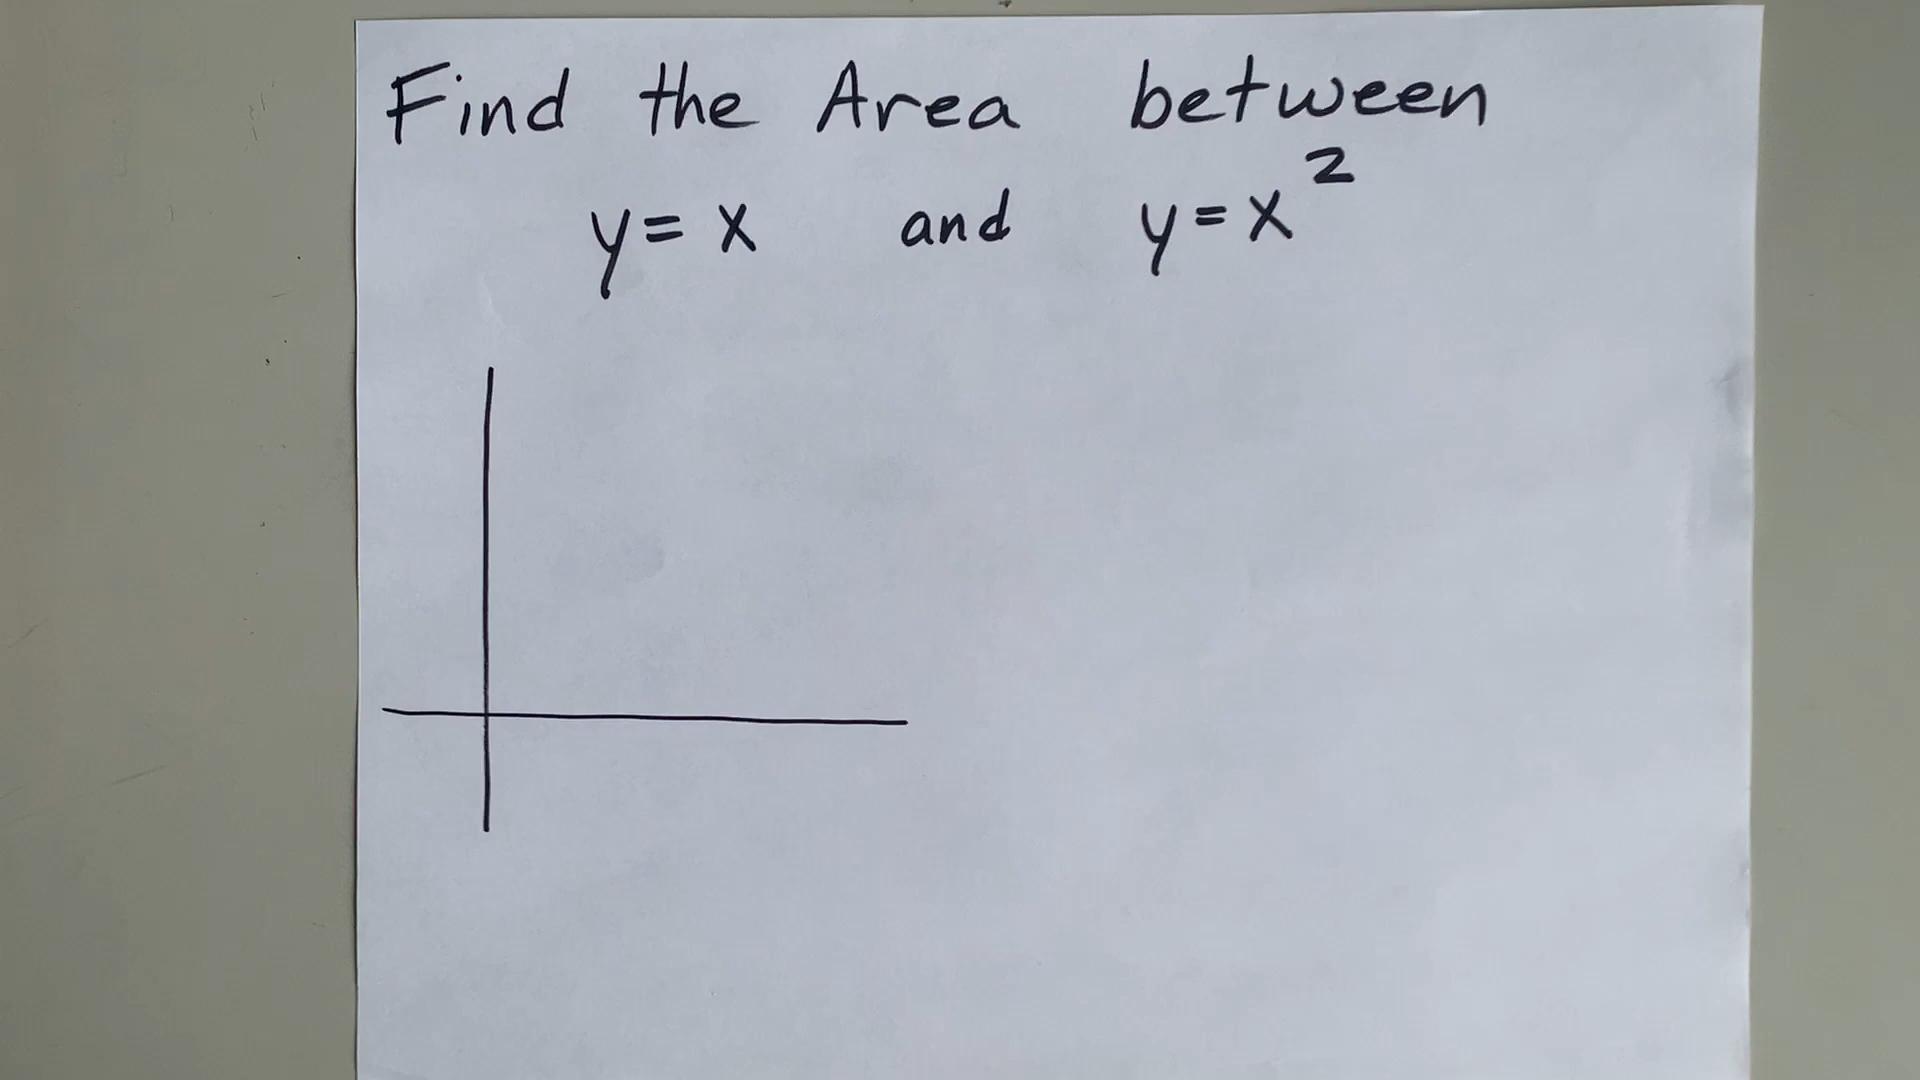 Find the Area between
y = x and y = x²